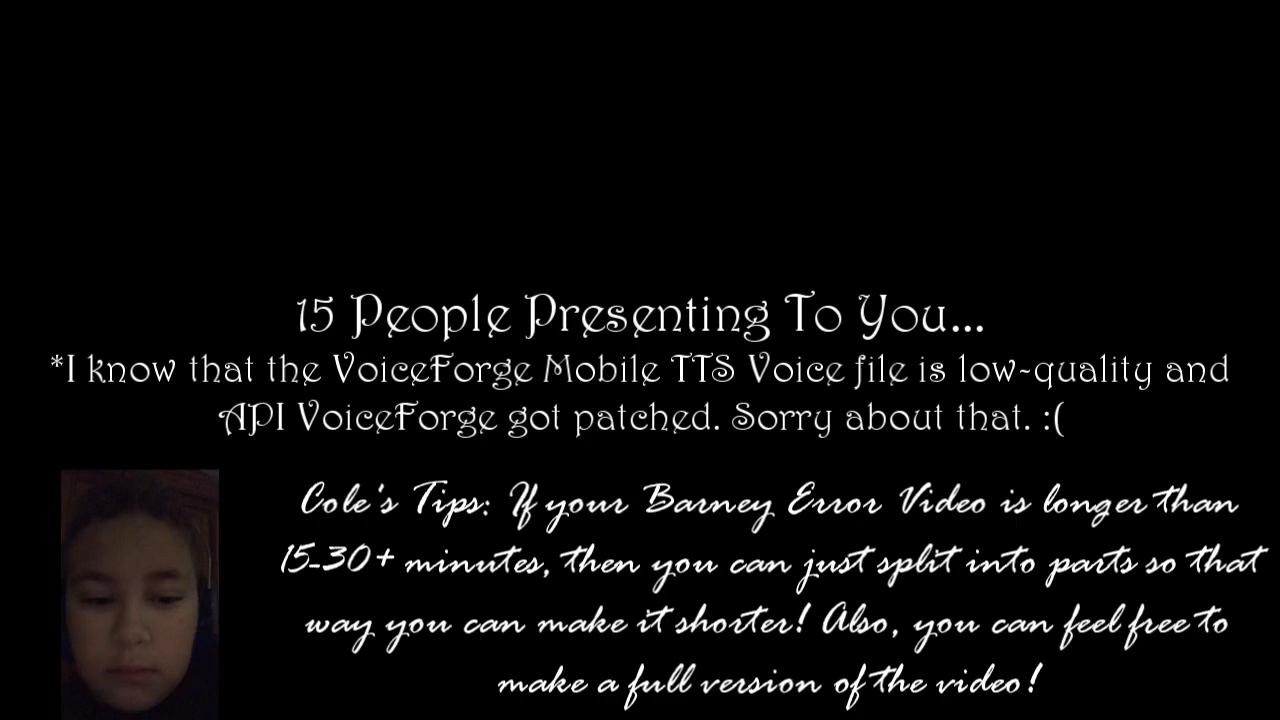 15 People Presenting To You...
*I know that the VoiceForge Mobile TTS Voice file is low-quality and
API VoiceForge got patched. Sorry about that. :(
Cole's Tips: If your Barney Error Video is longer than
15-30+ minutes, then you can just split into parts so that
way you can make it shorter! Also, you can feel free to
make a full version of the video!